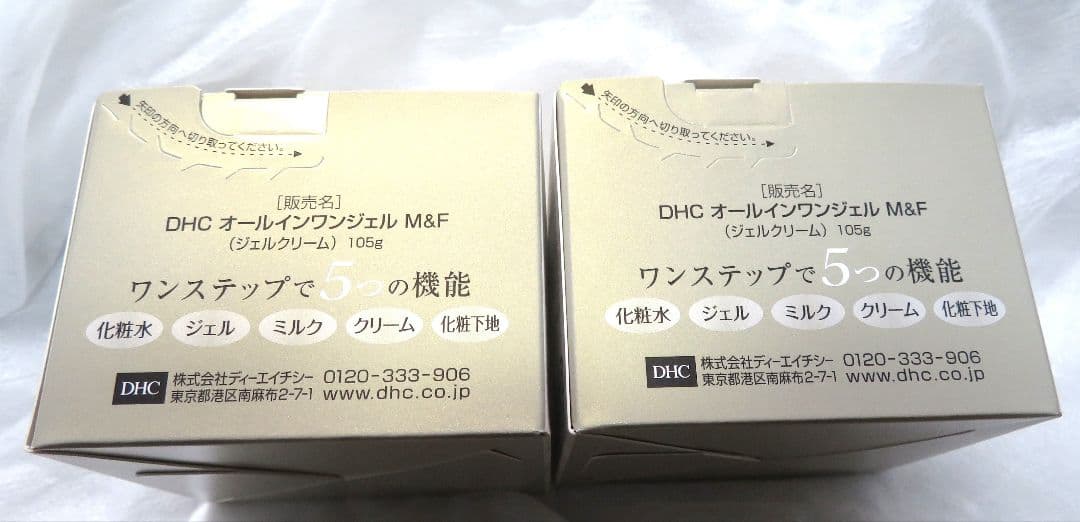 矢印の方向へ切り取ってください。
[販売名]
DHC オールインワンジェル M&F
(ジェルクリーム) 105g
ワンステップで5つの機能
化粧水 ジェル ミルク クリーム 化粧下地
DHC 株式会社ディーエイチシー 0120-333-906
東京都港区南麻布2-7-1 www.dhc.co.jp
矢印の方向へ切り取ってください。
[販売名]
DHC オールインワンジェル M&F
(ジェルクリーム) 105g
ワンステップで5つの機能
化粧水 ジェル ミルク クリーム 化粧下地
DHC 株式会社ディーエイチシー 0120-333-906
東京都港区南麻布2-7-1 www.dhc.co.jp